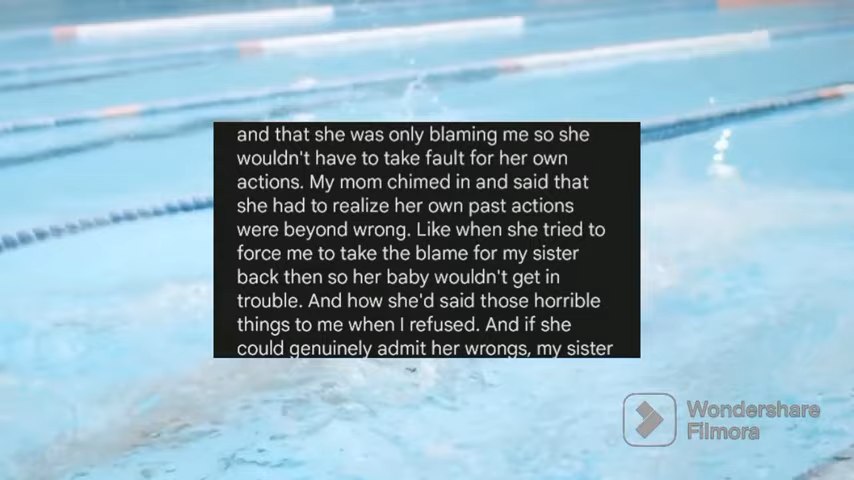 and that she was only blaming me so she
wouldn't have to take fault for her own
actions. My mom chimed in and said that
she had to realize her own past actions
were beyond wrong. Like when she tried to
force me to take the blame for my sister
back then so her baby wouldn't get in
trouble. And how she'd said those horrible
things to me when I refused. And if she
could genuinely admit her wrongs, my sister
Wondershare
Filmora